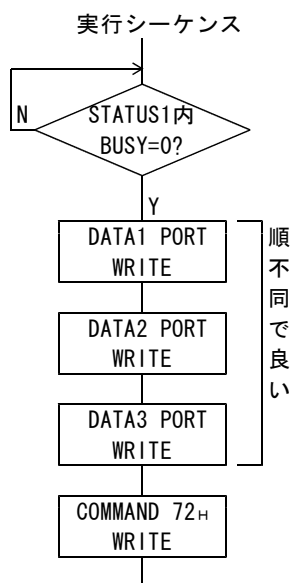 実行シーケンス
N
STATUS1内
BUSY=0?
Y
DATA1 PORT
WRITE
DATA2 PORT
WRITE
DATA3 PORT
WRITE
順不同で良い
COMMAND 72H
WRITE